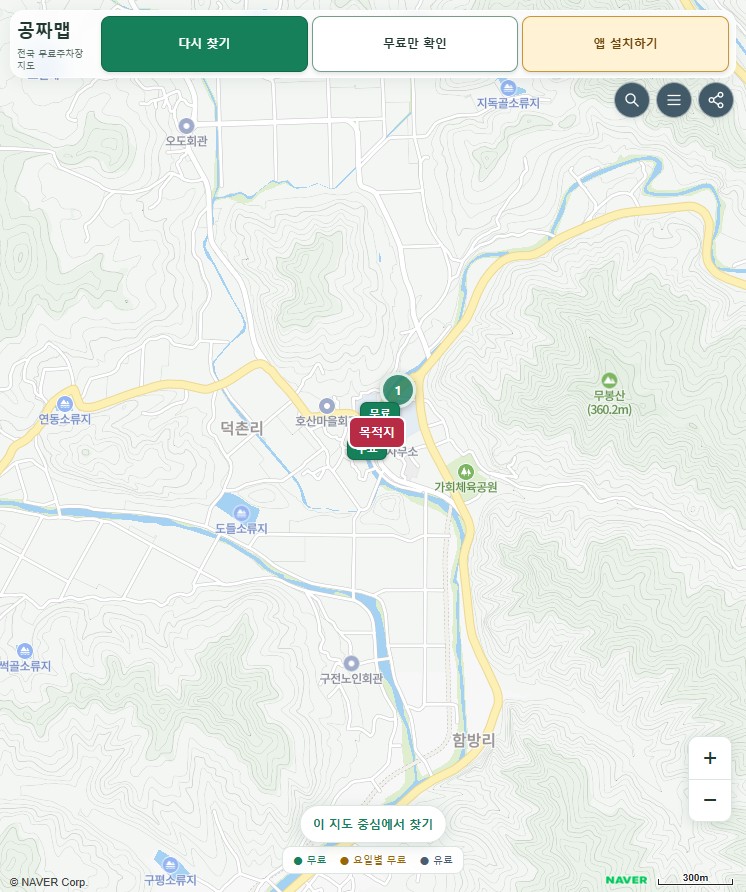 공짜맵
전국 무료주차장
지도
다시 찾기
무료만 확인
앱 설치하기
지독골소류지
오도회관
무봉산
(360.2m)
1
연동소류지
무료
호산마을회
덕촌리
목적지
사무소
가회체육공원
도틀소류지
썩골소류지
구전노인회관
함방리
+
−
이 지도 중심에서 찾기
무료 요일별 무료 유료
구평소류지
© NAVER Corp.
NAVER 300m